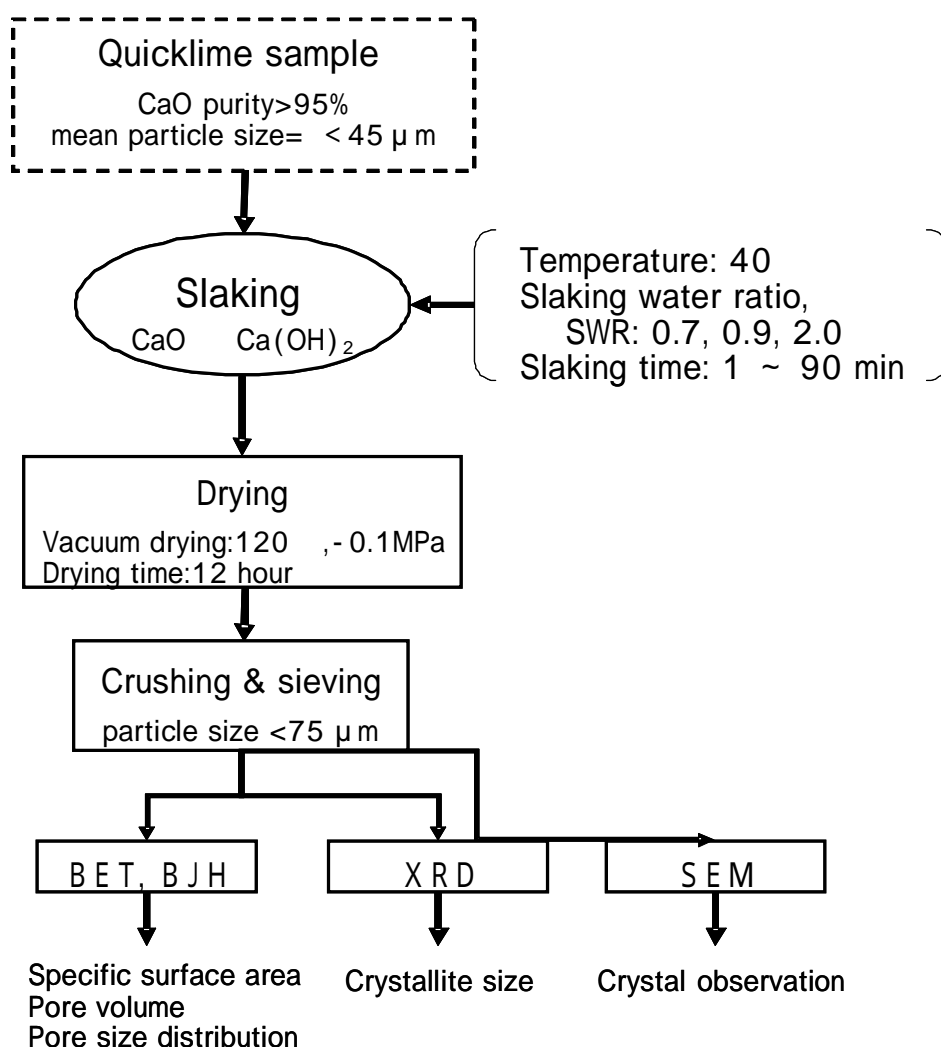 Quicklime sample
CaO purity>95%
mean particle size= <45 μm
Slaking
CaO Ca(OH)₂
Temperature: 40
Slaking water ratio,
SWR: 0.7, 0.9, 2.0
Slaking time: 1 ~ 90 min
Drying
Vacuum drying:120 ,-0.1MPa
Drying time:12 hour
Crushing & sieving
particle size <75 μm
BET, BJH
XRD
SEM
Specific surface area
Pore volume
Pore size distribution
Crystallite size
Crystal observation